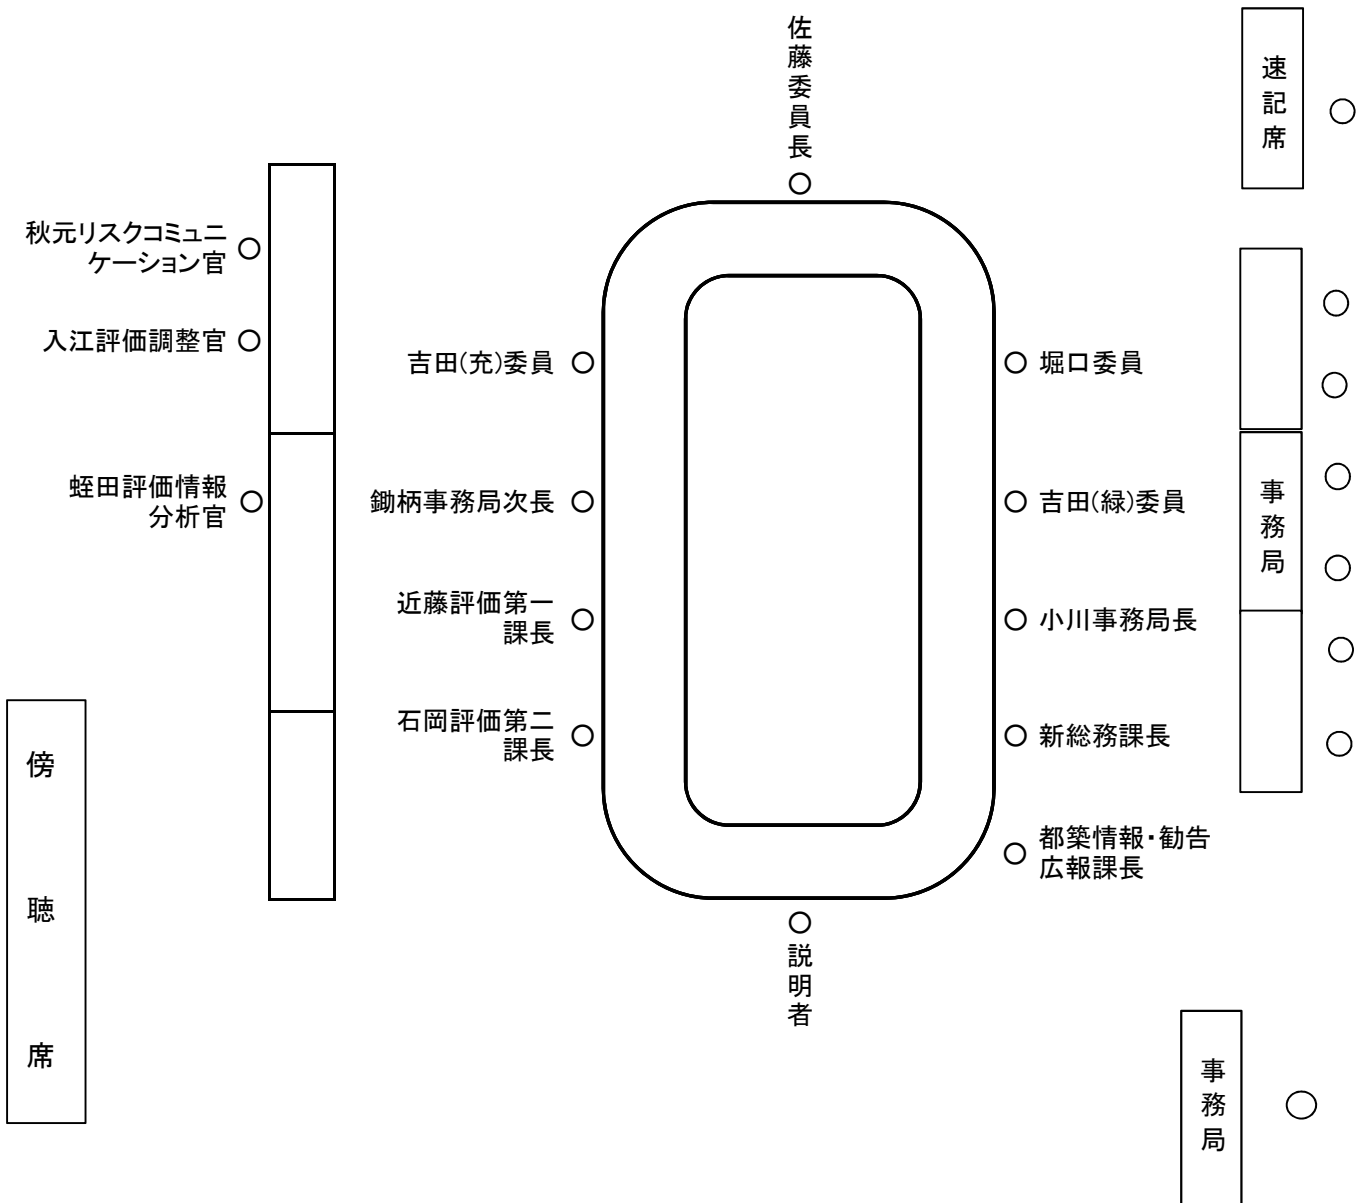 佐藤委員長
速記席
秋元リスクコミュニ
ケーション官
入江評価調整官
蛭田評価情報
分析官
吉田(充)委員
鋤柄事務局次長
近藤評価第一
課長
石岡評価第二
課長
堀口委員
吉田(緑)委員
小川事務局長
新総務課長
都築情報・勧告
広報課長
事務局
説明者
傍聴席
事務局